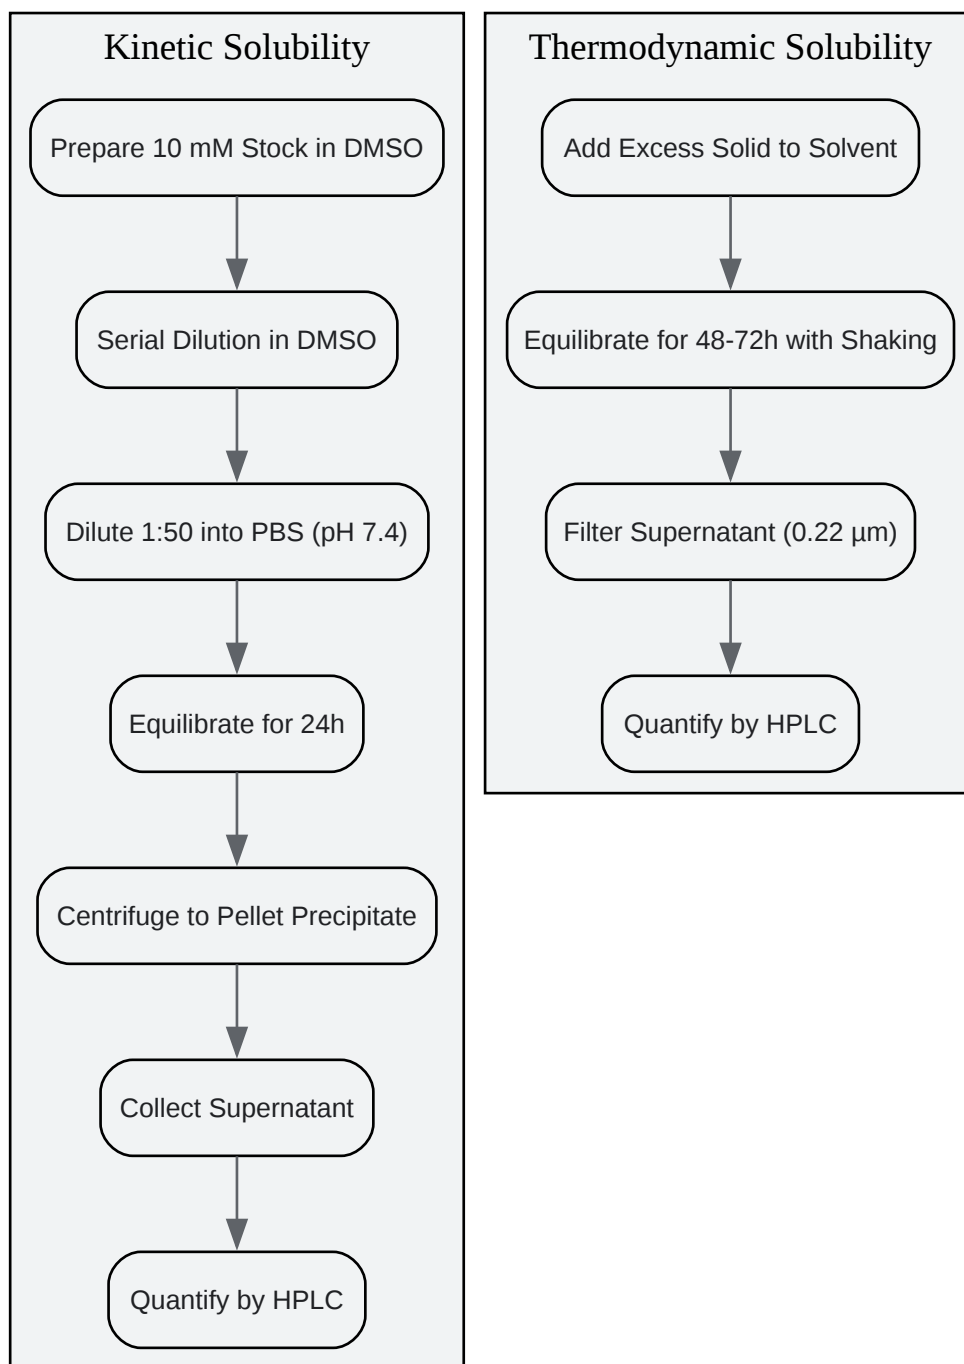 Kinetic Solubility
Prepare 10 mM Stock in DMSO
Serial Dilution in DMSO
Dilute 1:50 into PBS (pH 7.4)
Equilibrate for 24h
Centrifuge to Pellet Precipitate
Collect Supernatant
Quantify by HPLC
Thermodynamic Solubility
Add Excess Solid to Solvent
Equilibrate for 48-72h with Shaking
Filter Supernatant (0.22 µm)
Quantify by HPLC